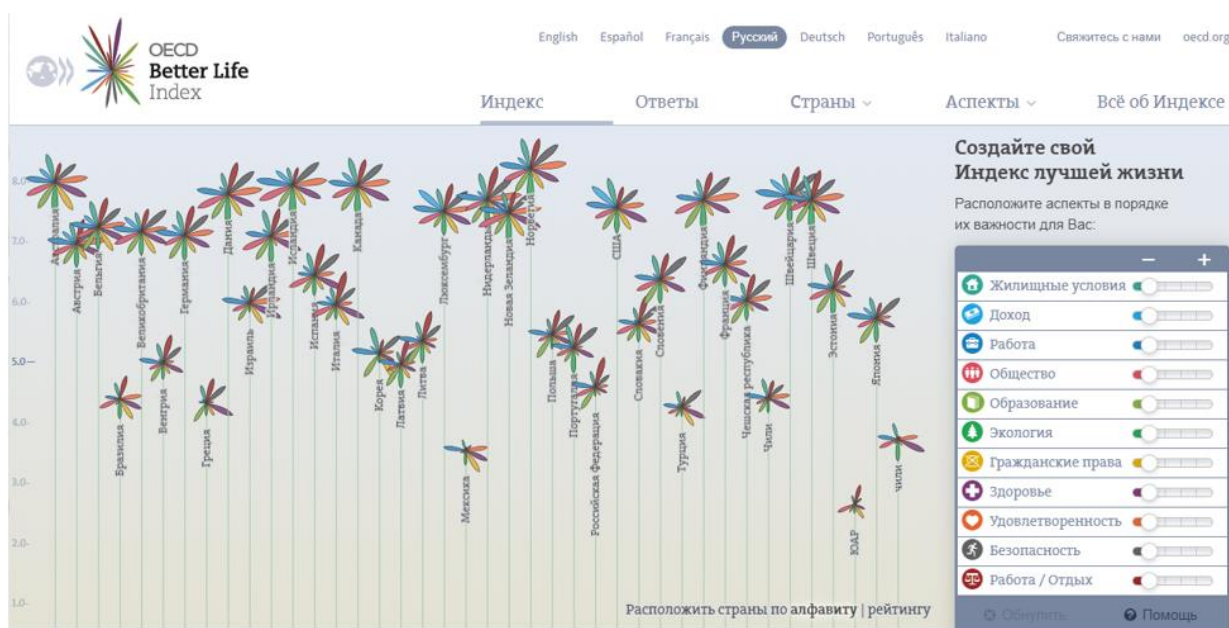 English Español Français Русский Deutsch Português Italiano Свяжитесь с нами oecd.org
OECD
Better Life
Index
Индекс Ответы Страны Аспекты Всё об Индексе
8.0
7.0
6.0
5.0
4.0
3.0
2.0
1.0
Австралия
Австрия
Бельгия
Бразилия
Великобритания
Венгрия
Германия
Греция
Дания
Израиль
Ирландия
Исландия
Испания
Италия
Канада
Корея
Латвия
Литва
Люксембург
Мексика
Нидерланды
Новая Зеландия
Норвегия
Польша
Португалия
Российская Федерация
США
Словакия
Словения
Турция
Финляндия
Франция
Чешская республика
Чили
Швейцария
Швеция
Эстония
ЮАР
Япония
чили
Расположить страны по алфавиту | рейтингу
Создайте свой
Индекс лучшей жизни
Расположите аспекты в порядке
их важности для Вас:
− +
Жилищные условия
Доход
Работа
Общество
Образование
Экология
Гражданские права
Здоровье
Удовлетворенность
Безопасность
Работа / Отдых
Обнулить Помощь